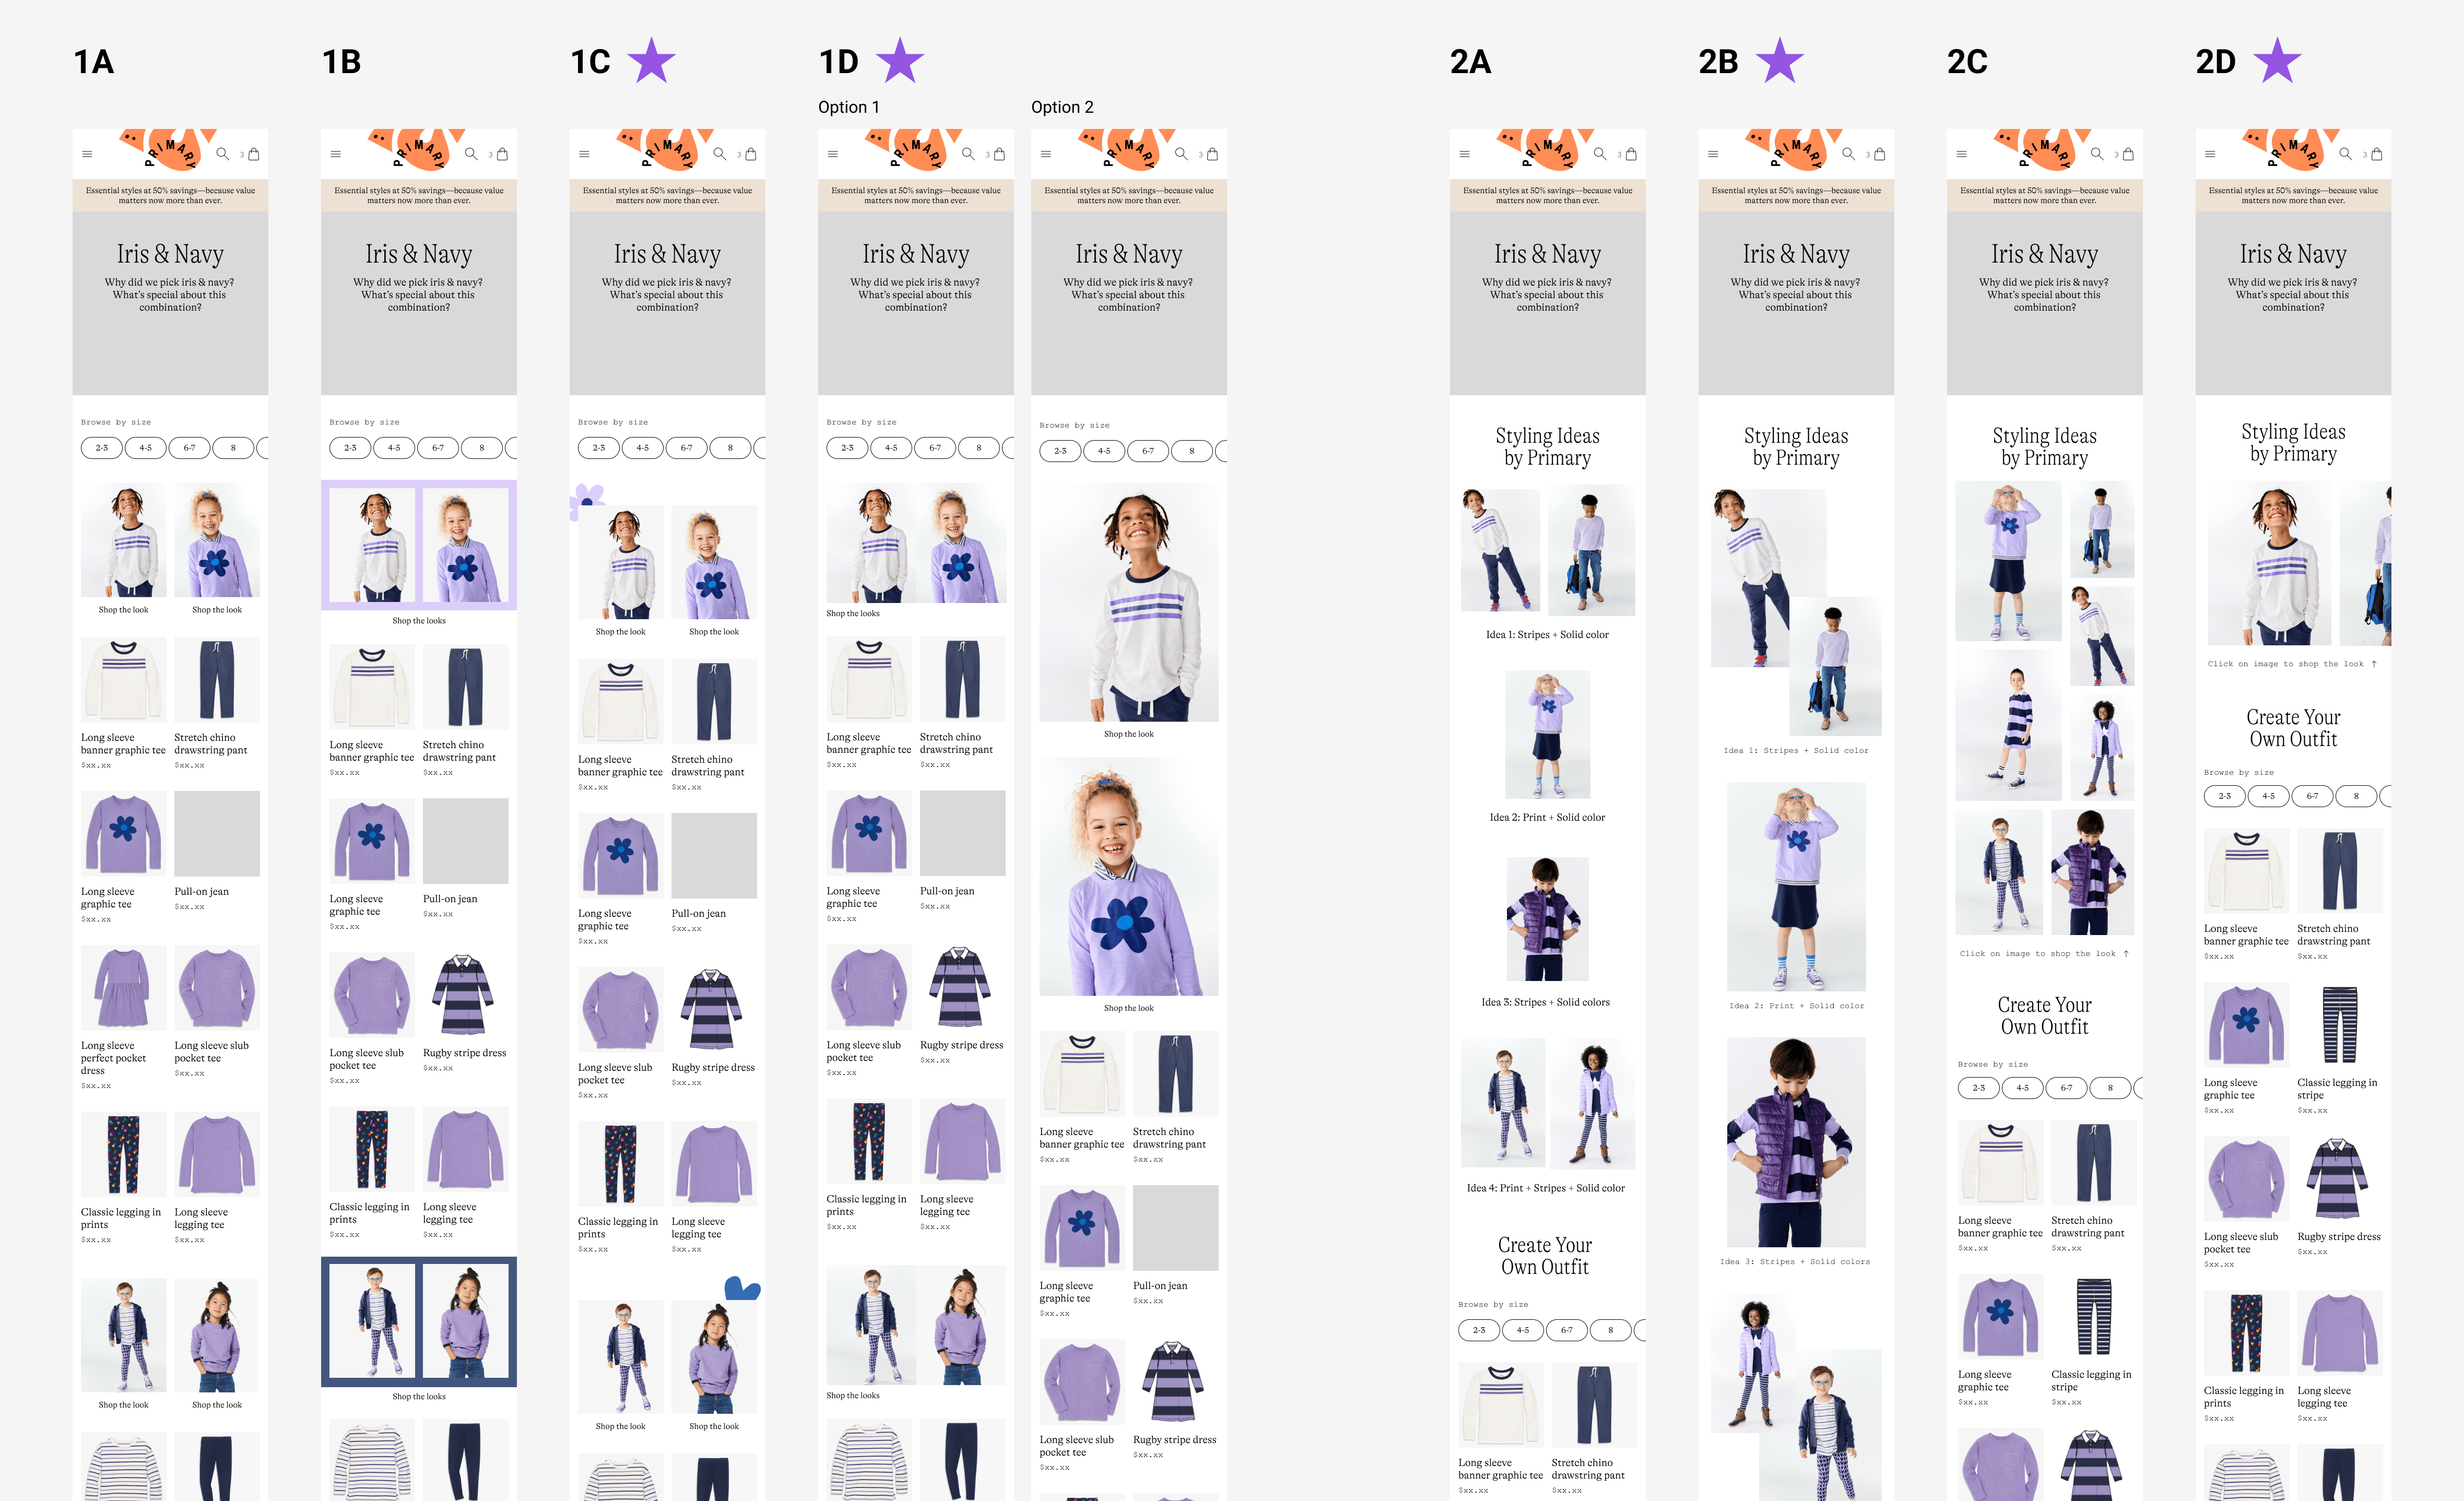 1A
PRIMARY
3
Essential styles at 50% savings—because value
matters now more than ever.
Iris & Navy
Why did we pick iris & navy?
What's special about this
combination?
Browse by size
2-3 4-5 6-7 8
Shop the look Shop the look
Long sleeve
banner graphic tee
$xx.xx
Stretch chino
drawstring pant
$xx.xx
Long sleeve
graphic tee
$xx.xx
Pull-on jean
$xx.xx
Long sleeve
perfect pocket
dress
$xx.xx
Long sleeve slub
pocket tee
$xx.xx
Classic legging in
prints
$xx.xx
Long sleeve
legging tee
$xx.xx
Shop the look Shop the look
1B
PRIMARY
3
Essential styles at 50% savings—because value
matters now more than ever.
Iris & Navy
Why did we pick iris & navy?
What's special about this
combination?
Browse by size
2-3 4-5 6-7 8
Shop the looks
Long sleeve
banner graphic tee
$xx.xx
Stretch chino
drawstring pant
$xx.xx
Long sleeve
graphic tee
$xx.xx
Pull-on jean
$xx.xx
Long sleeve slub
pocket tee
$xx.xx
Rugby stripe dress
$xx.xx
Classic legging in
prints
$xx.xx
Long sleeve
legging tee
$xx.xx
Shop the looks
1C
PRIMARY
3
Essential styles at 50% savings—because value
matters now more than ever.
Iris & Navy
Why did we pick iris & navy?
What's special about this
combination?
Browse by size
2-3 4-5 6-7 8
Shop the look Shop the look
Long sleeve
banner graphic tee
$xx.xx
Stretch chino
drawstring pant
$xx.xx
Long sleeve
graphic tee
$xx.xx
Pull-on jean
$xx.xx
Long sleeve slub
pocket tee
$xx.xx
Rugby stripe dress
$xx.xx
Classic legging in
prints
$xx.xx
Long sleeve
legging tee
$xx.xx
Shop the look Shop the look
1D
Option 1
PRIMARY
3
Essential styles at 50% savings—because value
matters now more than ever.
Iris & Navy
Why did we pick iris & navy?
What's special about this
combination?
Browse by size
2-3 4-5 6-7 8
Shop the looks
Long sleeve
banner graphic tee
$xx.xx
Stretch chino
drawstring pant
$xx.xx
Long sleeve
graphic tee
$xx.xx
Pull-on jean
$xx.xx
Long sleeve slub
pocket tee
$xx.xx
Rugby stripe dress
$xx.xx
Classic legging in
prints
$xx.xx
Long sleeve
legging tee
$xx.xx
Shop the looks
Option 2
PRIMARY
3
Essential styles at 50% savings—because value
matters now more than ever.
Iris & Navy
Why did we pick iris & navy?
What's special about this
combination?
Browse by size
2-3 4-5 6-7 8
Shop the look
Shop the look
Long sleeve
banner graphic tee
$xx.xx
Stretch chino
drawstring pant
$xx.xx
Long sleeve
graphic tee
$xx.xx
Pull-on jean
$xx.xx
Long sleeve slub
pocket tee
$xx.xx
Rugby stripe dress
$xx.xx
2A
PRIMARY
3
Essential styles at 50% savings—because value
matters now more than ever.
Iris & Navy
Why did we pick iris & navy?
What's special about this
combination?
Styling Ideas
by Primary
Idea 1: Stripes + Solid color
Idea 2: Print + Solid color
Idea 3: Stripes + Solid colors
Idea 4: Print + Stripes + Solid color
Create Your
Own Outfit
Browse by size
2-3 4-5 6-7 8
Long sleeve
banner graphic tee
$xx.xx
Stretch chino
drawstring pant
$xx.xx
2B
PRIMARY
3
Essential styles at 50% savings—because value
matters now more than ever.
Iris & Navy
Why did we pick iris & navy?
What's special about this
combination?
Styling Ideas
by Primary
Idea 1: Stripes + Solid color
Idea 2: Print + Solid color
Idea 3: Stripes + Solid colors
2C
PRIMARY
3
Essential styles at 50% savings—because value
matters now more than ever.
Iris & Navy
Why did we pick iris & navy?
What's special about this
combination?
Styling Ideas
by Primary
Click on image to shop the look ↑
Create Your
Own Outfit
Browse by size
2-3 4-5 6-7 8
Long sleeve
banner graphic tee
$xx.xx
Stretch chino
drawstring pant
$xx.xx
Long sleeve
graphic tee
$xx.xx
Classic legging in
stripe
$xx.xx
2D
PRIMARY
3
Essential styles at 50% savings—because value
matters now more than ever.
Iris & Navy
Why did we pick iris & navy?
What's special about this
combination?
Styling Ideas
by Primary
Click on image to shop the look ↑
Create Your
Own Outfit
Browse by size
2-3 4-5 6-7 8
Long sleeve
banner graphic tee
$xx.xx
Stretch chino
drawstring pant
$xx.xx
Long sleeve
graphic tee
$xx.xx
Classic legging in
stripe
$xx.xx
Long sleeve slub
pocket tee
$xx.xx
Rugby stripe dress
$xx.xx
Classic legging in
prints
$xx.xx
Long sleeve
legging tee
$xx.xx